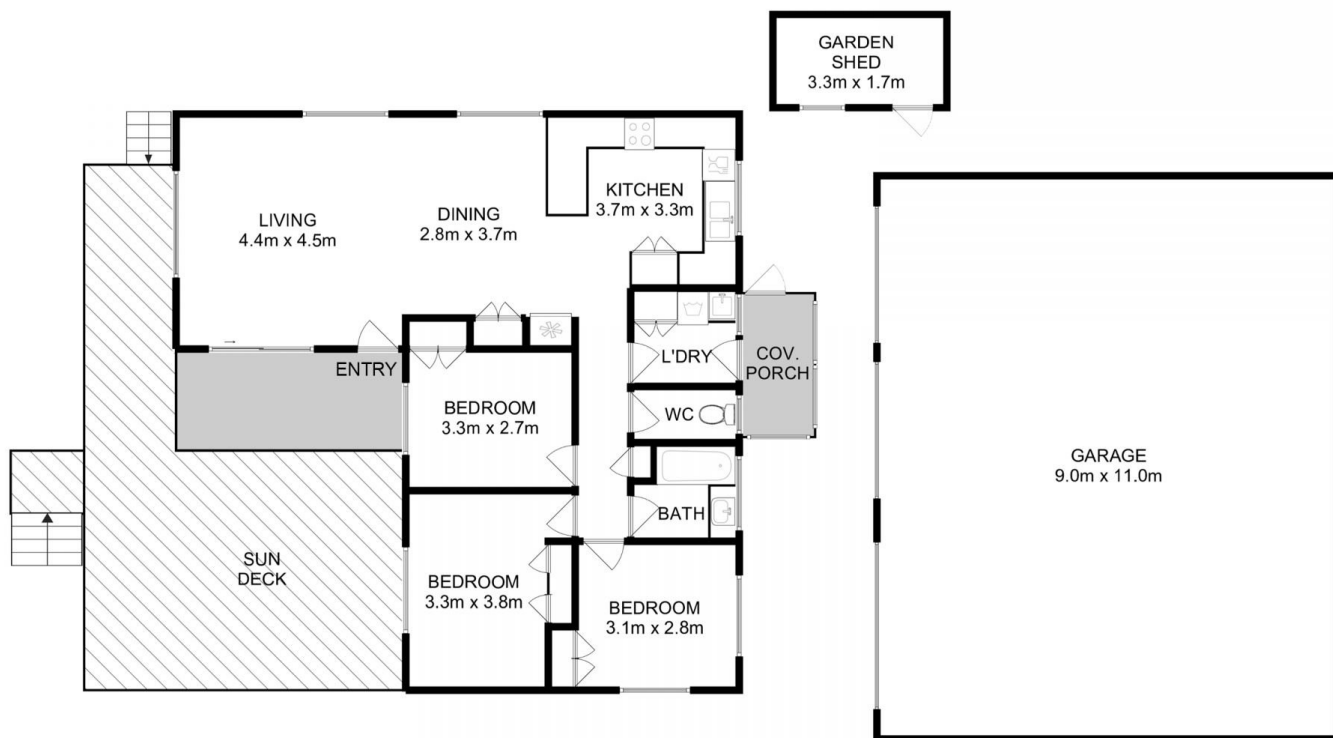 GARDEN
SHED
3.3m x 1.7m
LIVING
4.4m x 4.5m
DINING
2.8m x 3.7m
KITCHEN
3.7m x 3.3m
ENTRY
L'DRY
COV.
PORCH
BEDROOM
3.3m x 2.7m
WC
GARAGE
9.0m x 11.0m
BATH
SUN
DECK
BEDROOM
3.3m x 3.8m
BEDROOM
3.1m x 2.8m